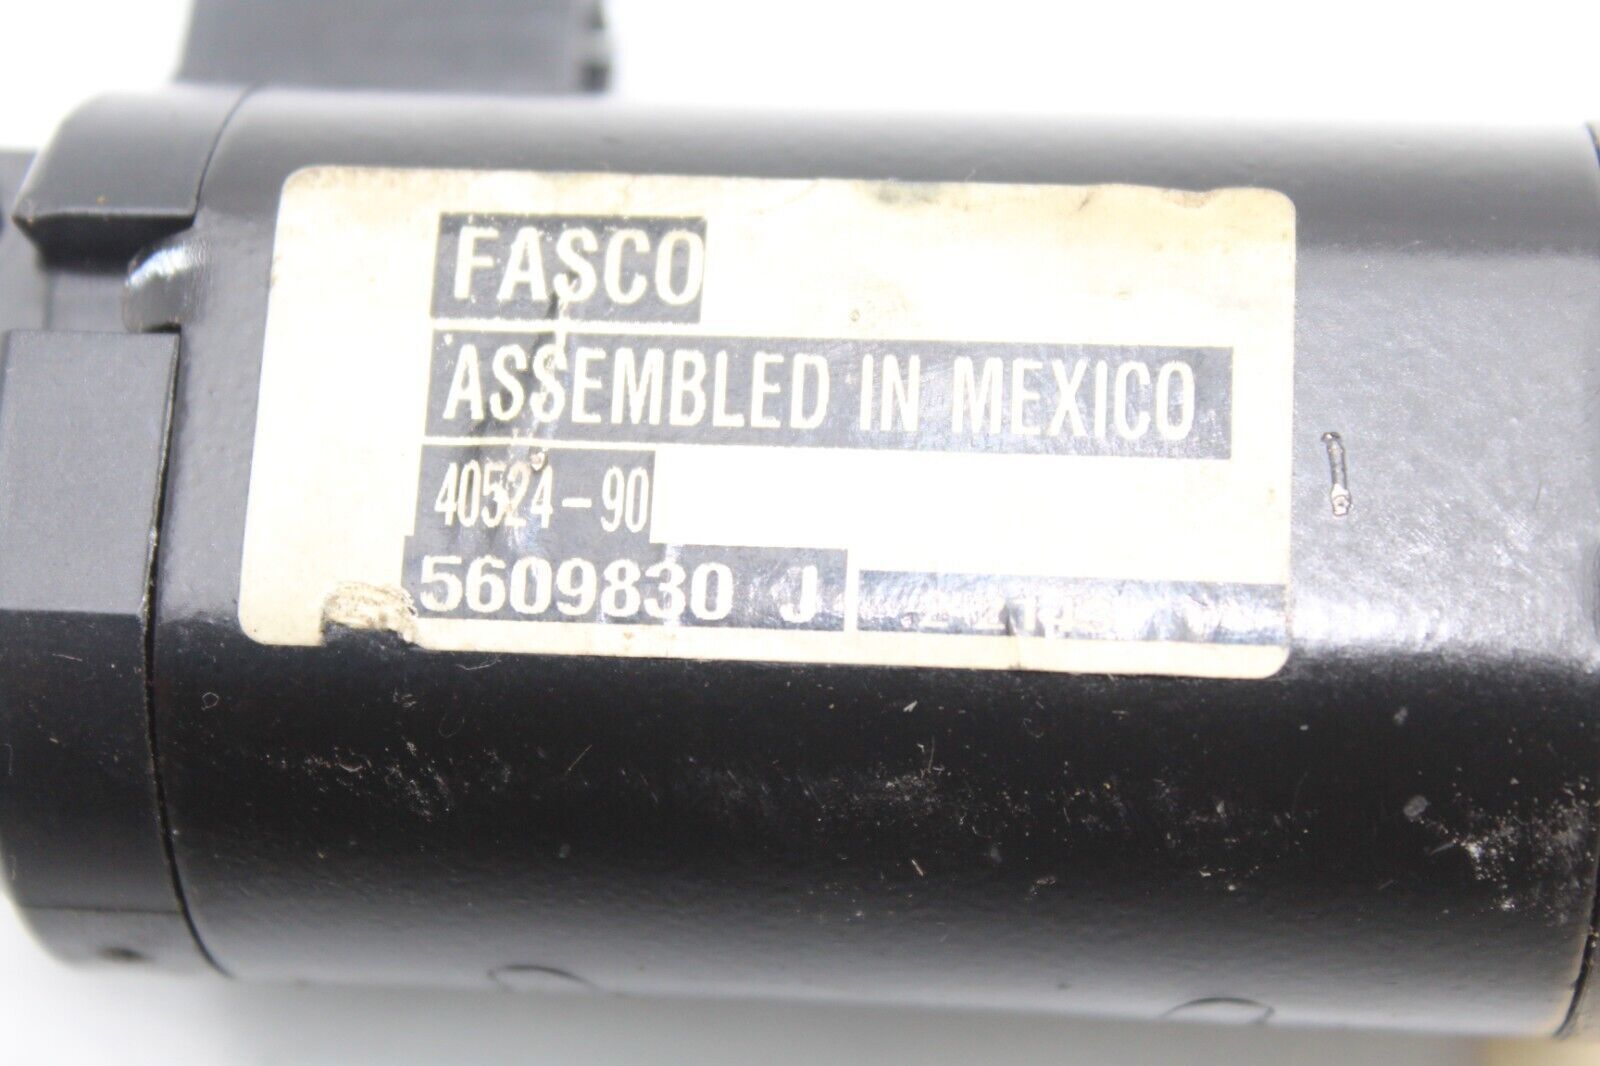 FASCO
ASSEMBLED IN MEXICO
40524-90
5609830 J